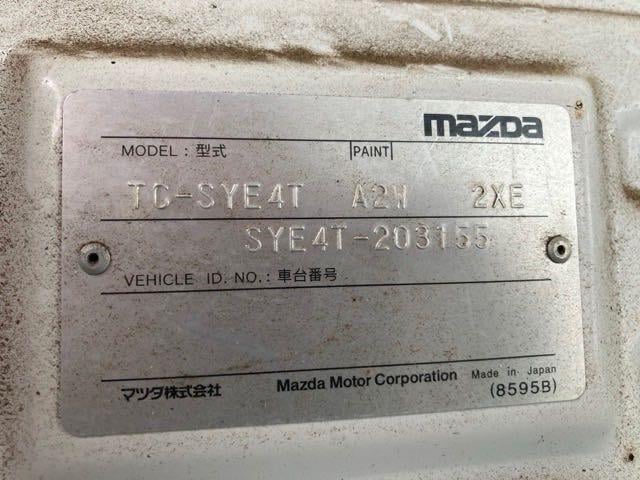 mazda
MODEL : 型式 PAINT
TC-SYE4T A2W 2XE
SYE4T-203155
VEHICLE ID. NO. : 車台番号
マツダ株式会社 Mazda Motor Corporation Made in Japan
(8595B)